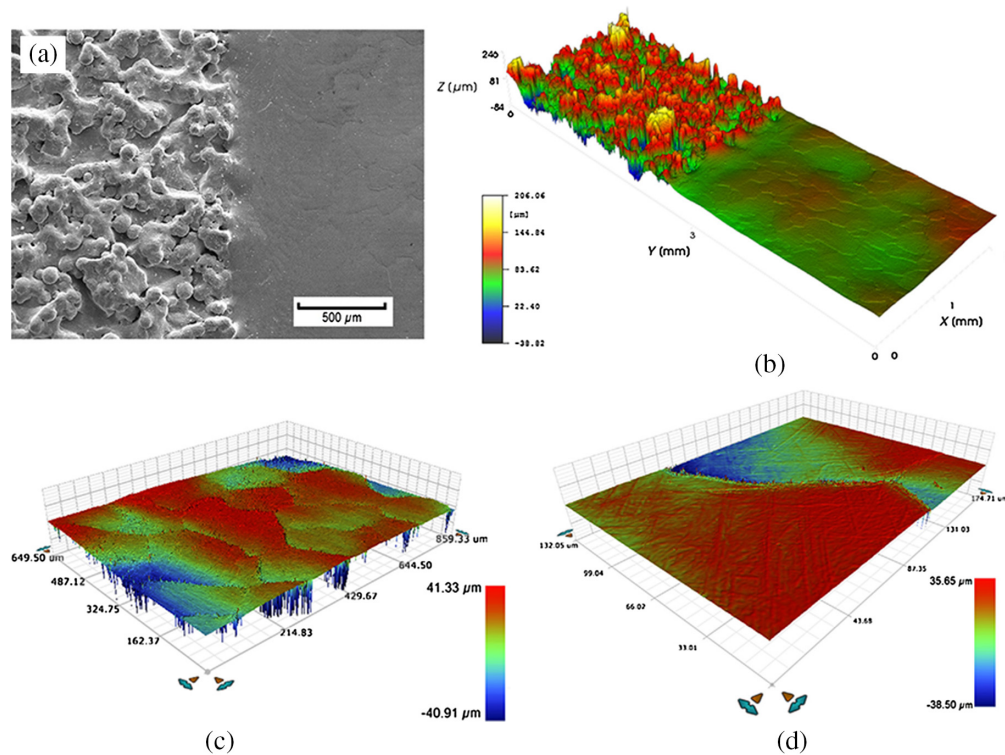 (a)
500 µm
240
81
-64
Z (µm)
0
206.06
[µm]
144.84
83.62
22.40
-38.82
3
Y (mm)
1
X (mm)
0 0
(b)
649.50 um
487.12
324.75
162.37
214.83
429.67
644.50
859.33 um
41.33 µm
-40.91 µm
(c)
132.05 um
99.04
66.02
33.01
43.68
87.35
131.03
174.71 um
35.65 µm
-38.50 µm
(d)